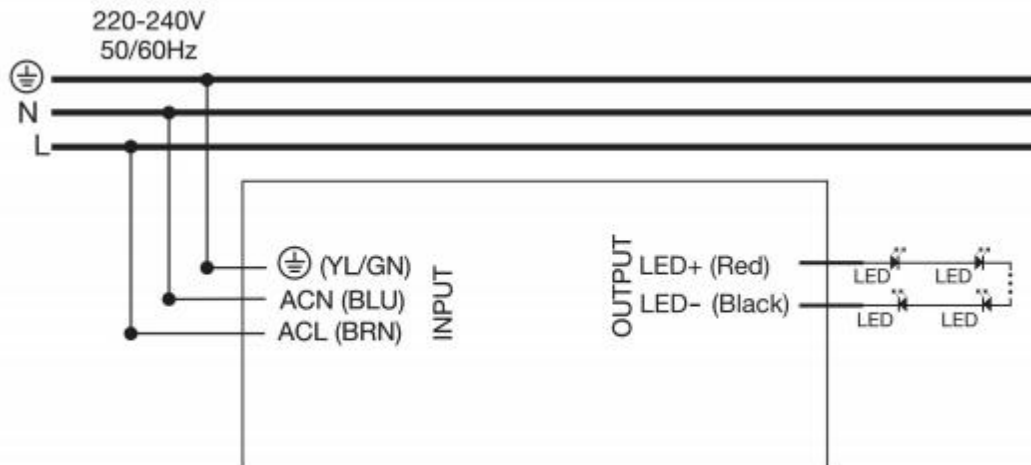 220-240V
50/60Hz
N
L
(YL/GN)
ACN (BLU)
ACL (BRN)
INPUT
OUTPUT
LED+ (Red)
LED- (Black)
LED
LED
LED
LED